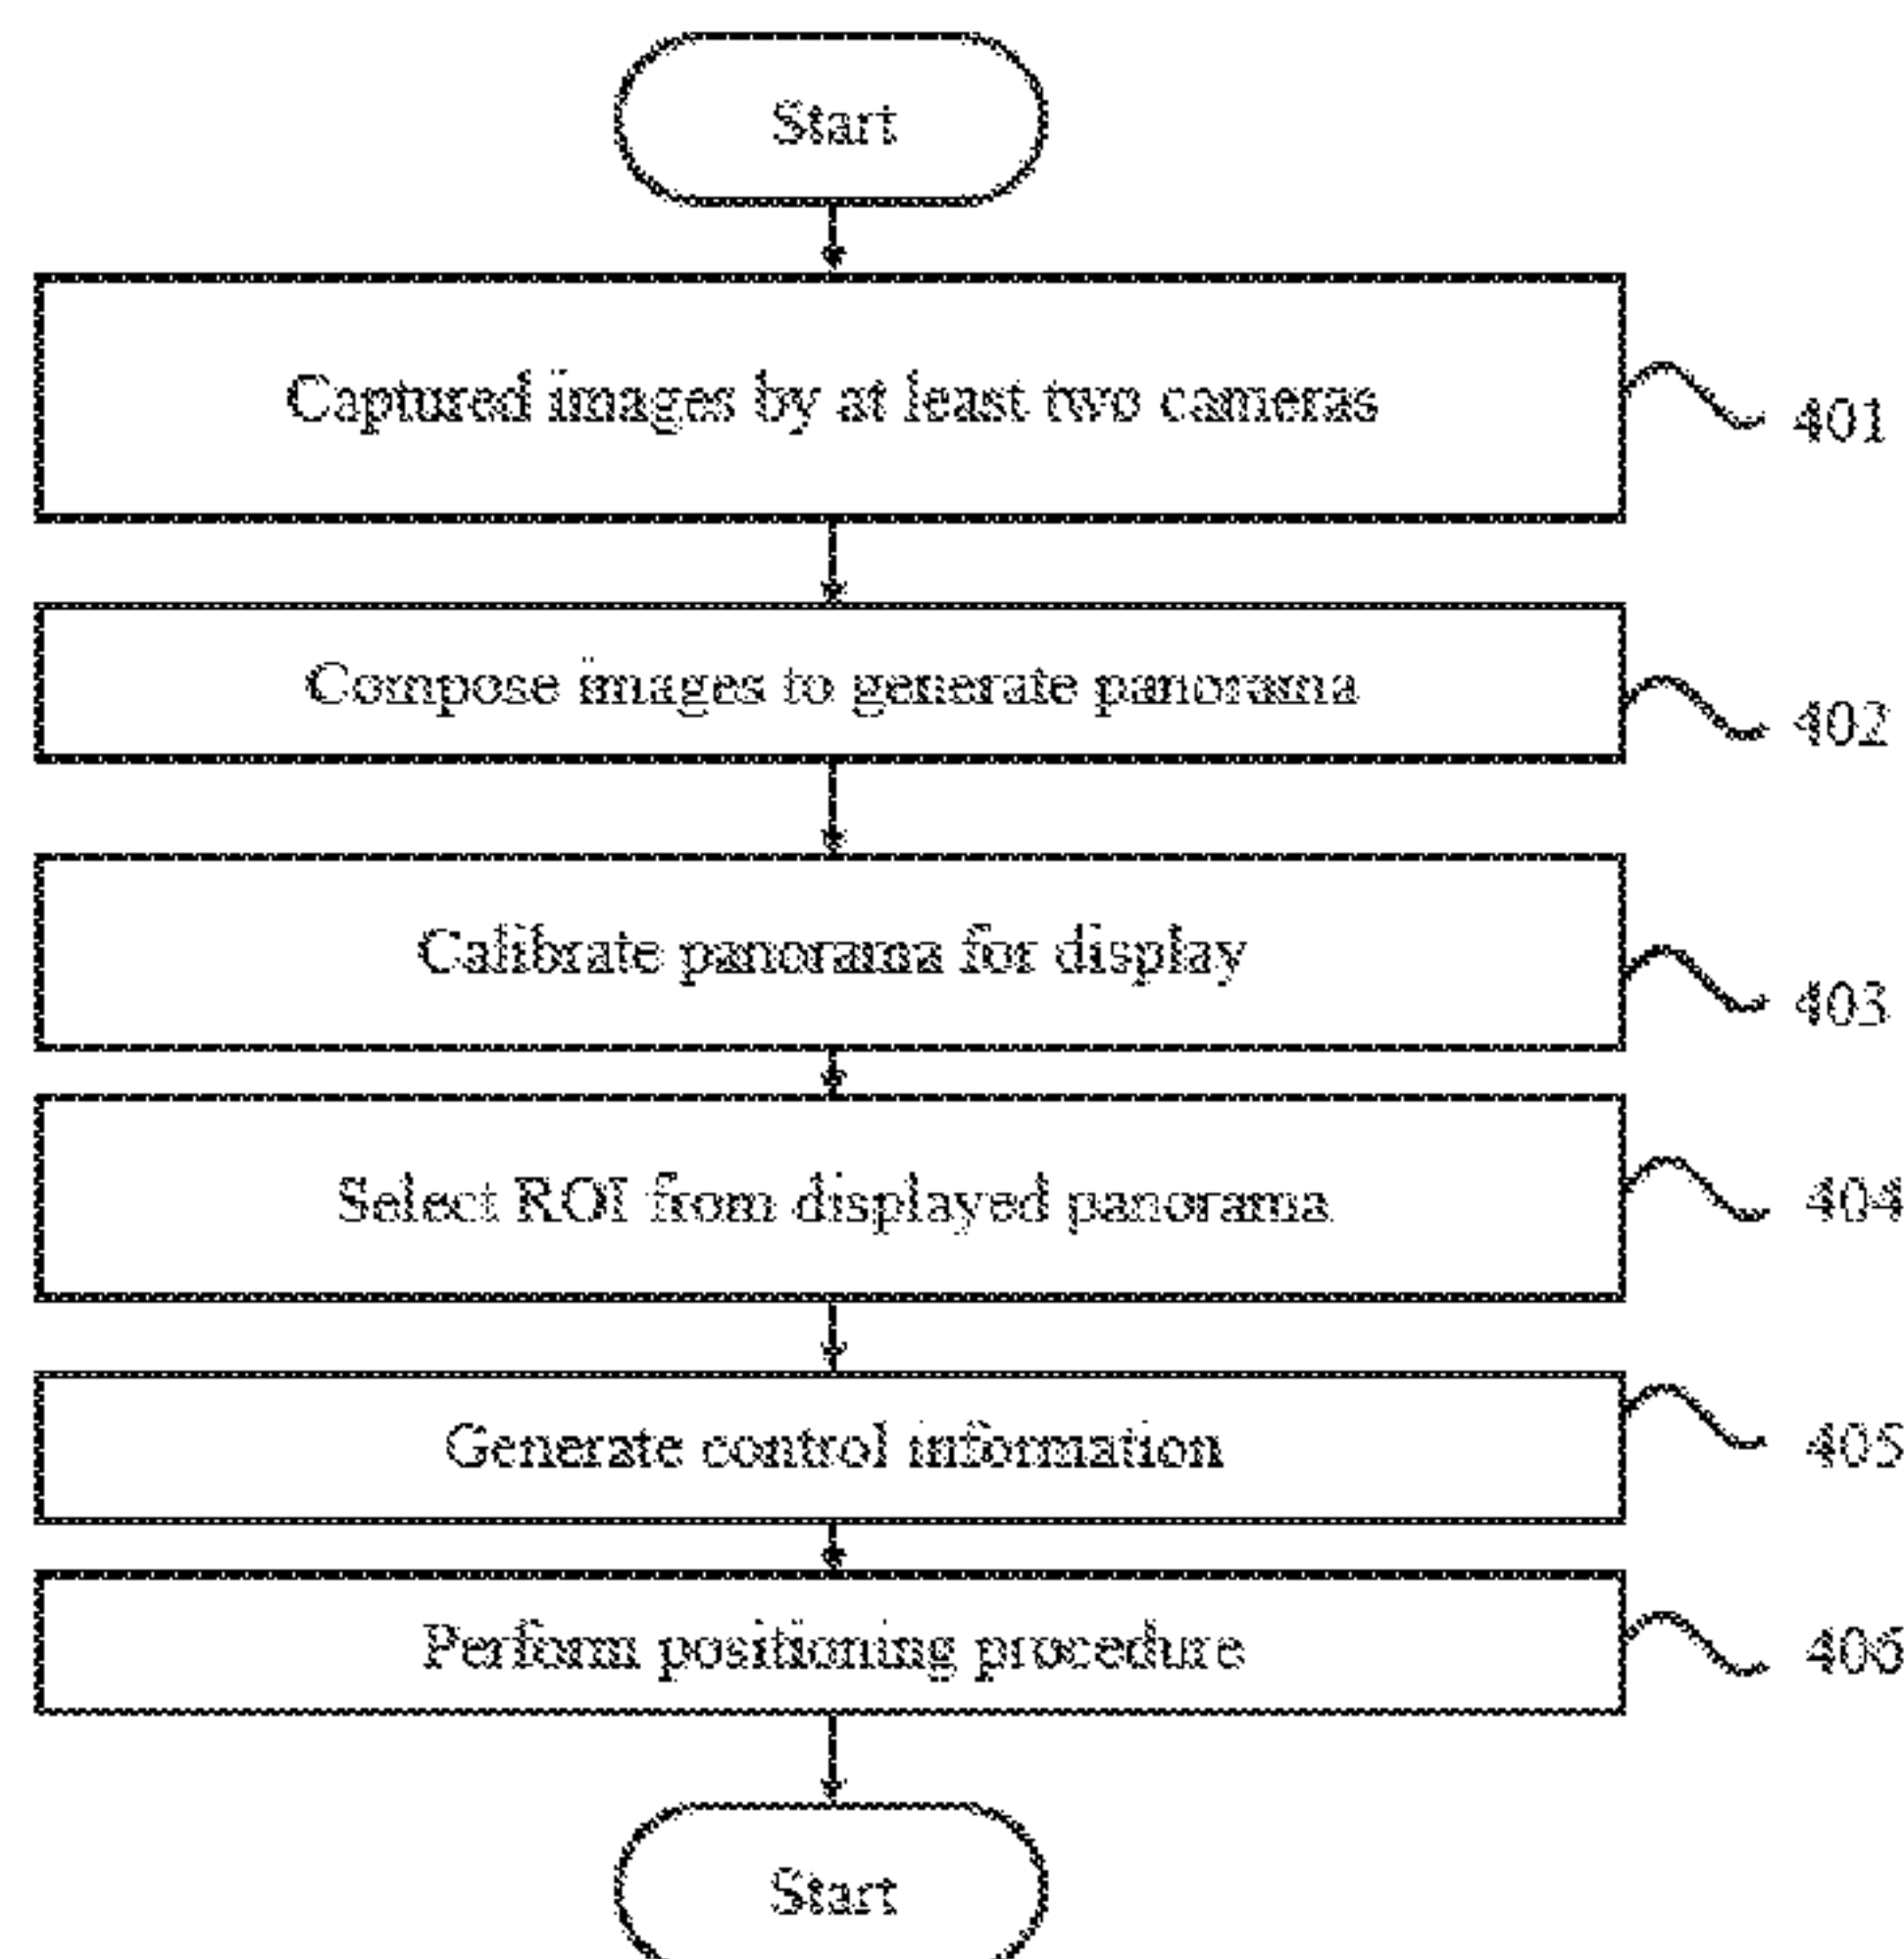 Start
Captured images by at least two cameras
401
Compose images to generate panorama
402
Calibrate panorama for display
403
Select ROI from displayed panorama
404
Generate control information
405
Perform positioning procedure
406
Start